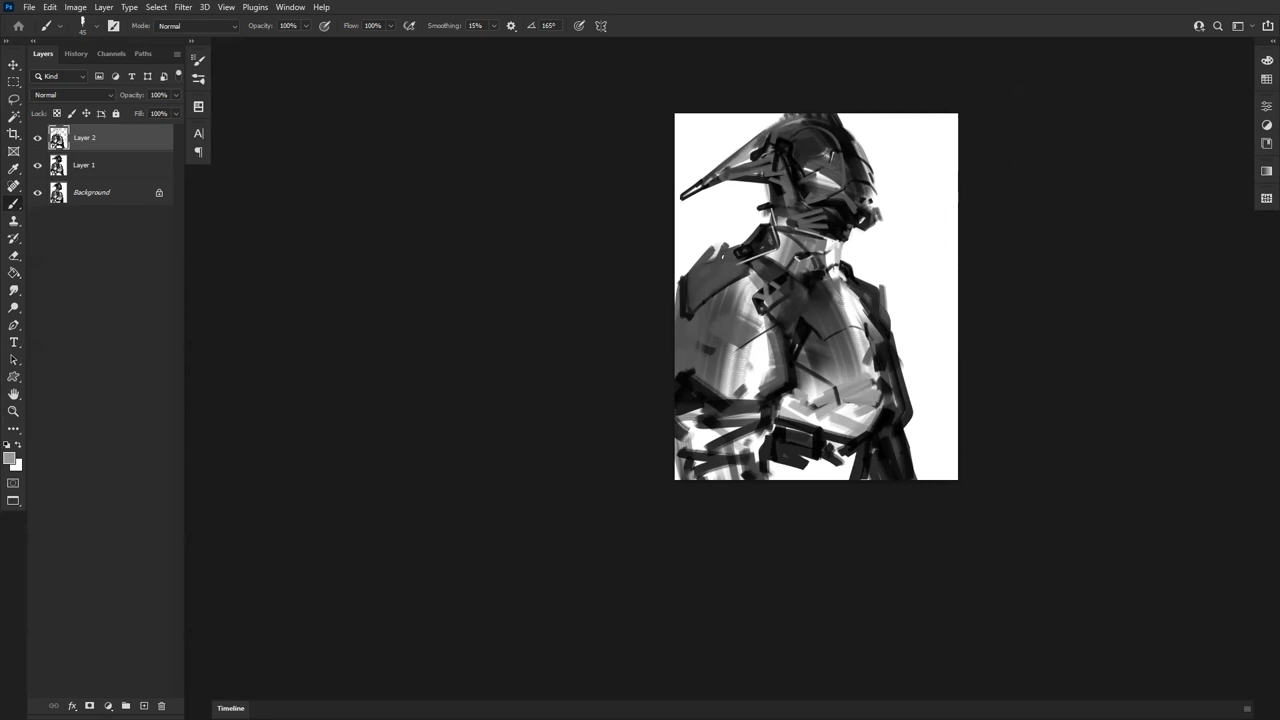 Ps File Edit Image Layer Type Select Filter 3D View Plugins Window Help
45 Mode: Normal Opacity: 100% Flow: 100% Smoothing: 15% 165°
Layers History Channels Paths
Kind
Normal Opacity: 100%
Lock: Fill: 100%
Layer 2
Layer 1
Background
Timeline